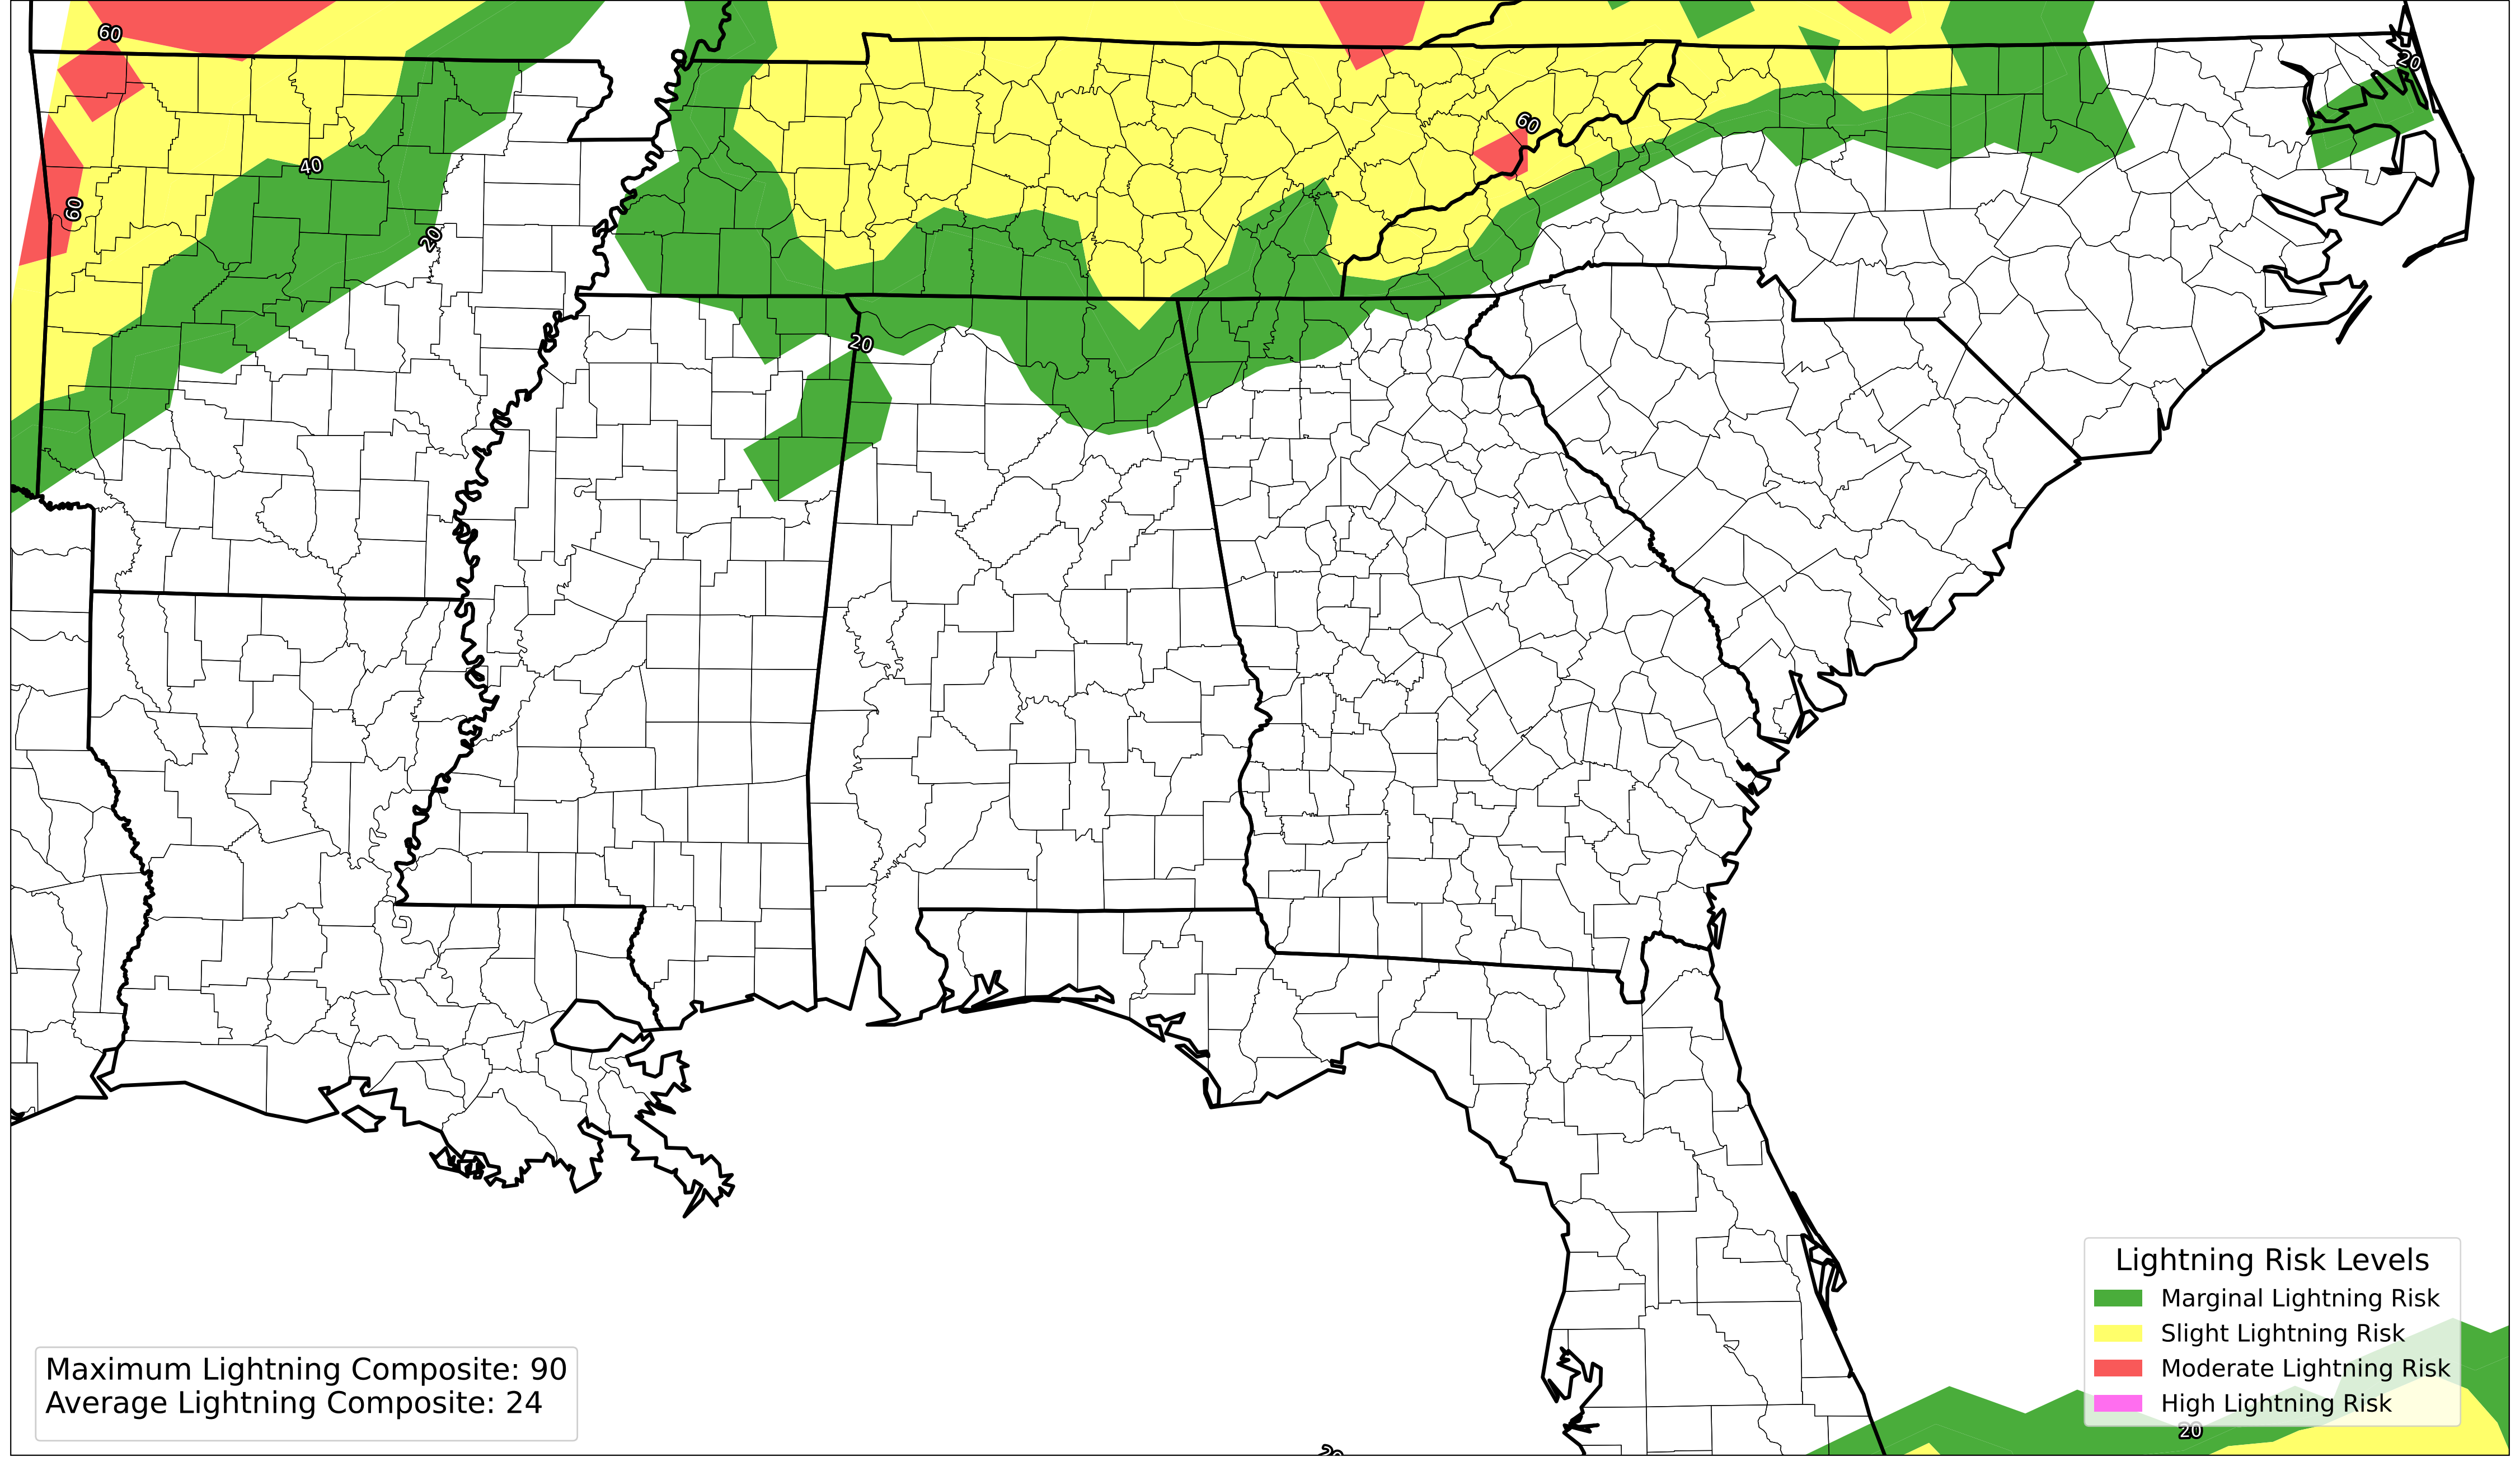 60
20
60
40
60
20
20
Lightning Risk Levels
Marginal Lightning Risk
Slight Lightning Risk
Moderate Lightning Risk
High Lightning Risk
Maximum Lightning Composite: 90
Average Lightning Composite: 24
20